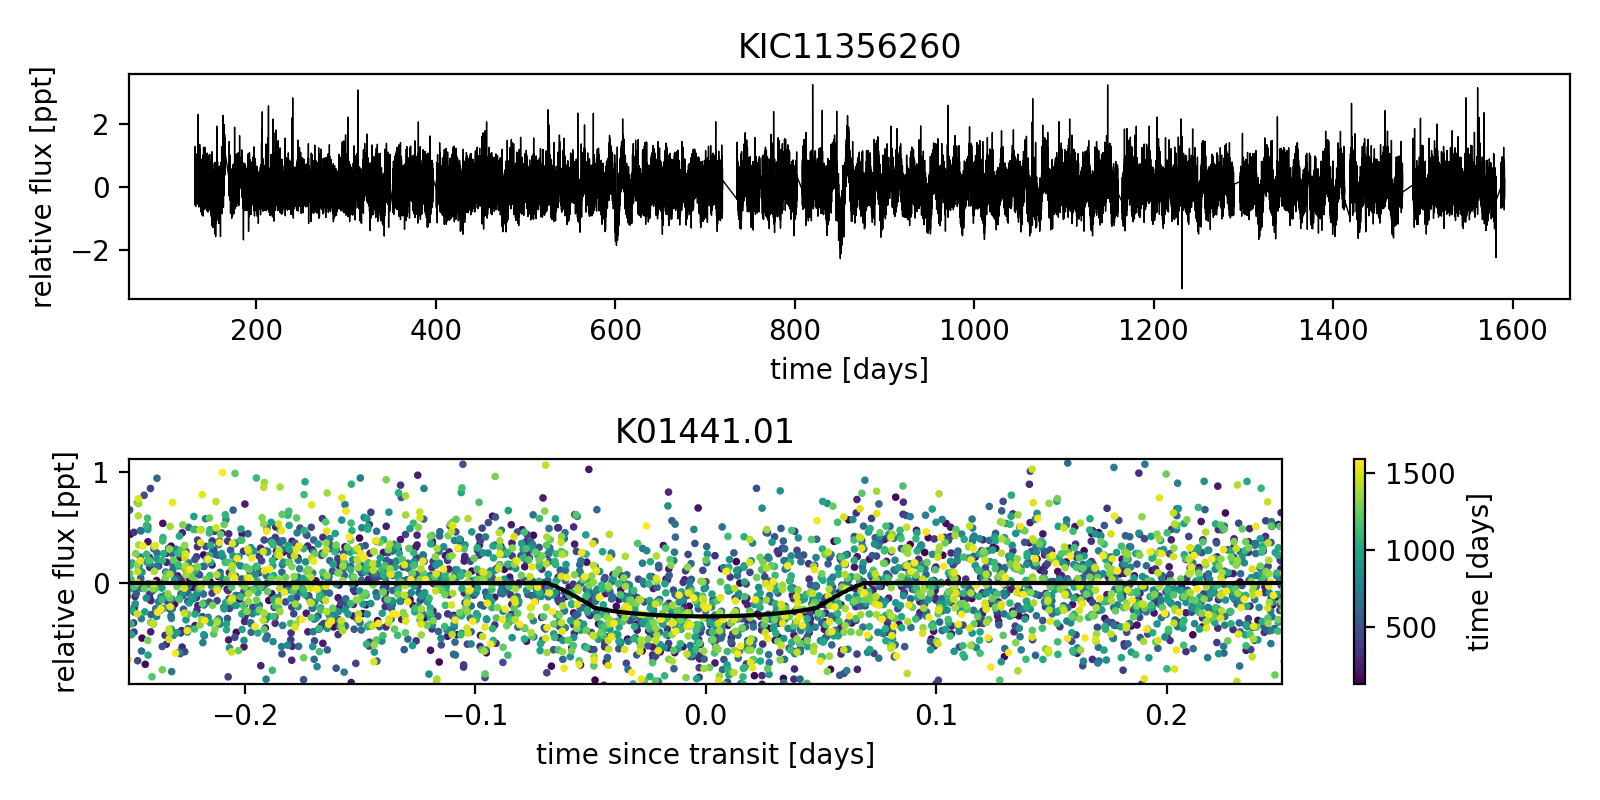 KIC11356260
relative flux [ppt]
2
0
−2
200 400 600 800 1000 1200 1400 1600
time [days]
K01441.01
relative flux [ppt]
1
0
−0.2 −0.1 0.0 0.1 0.2
time since transit [days]
1500
1000
500
time [days]